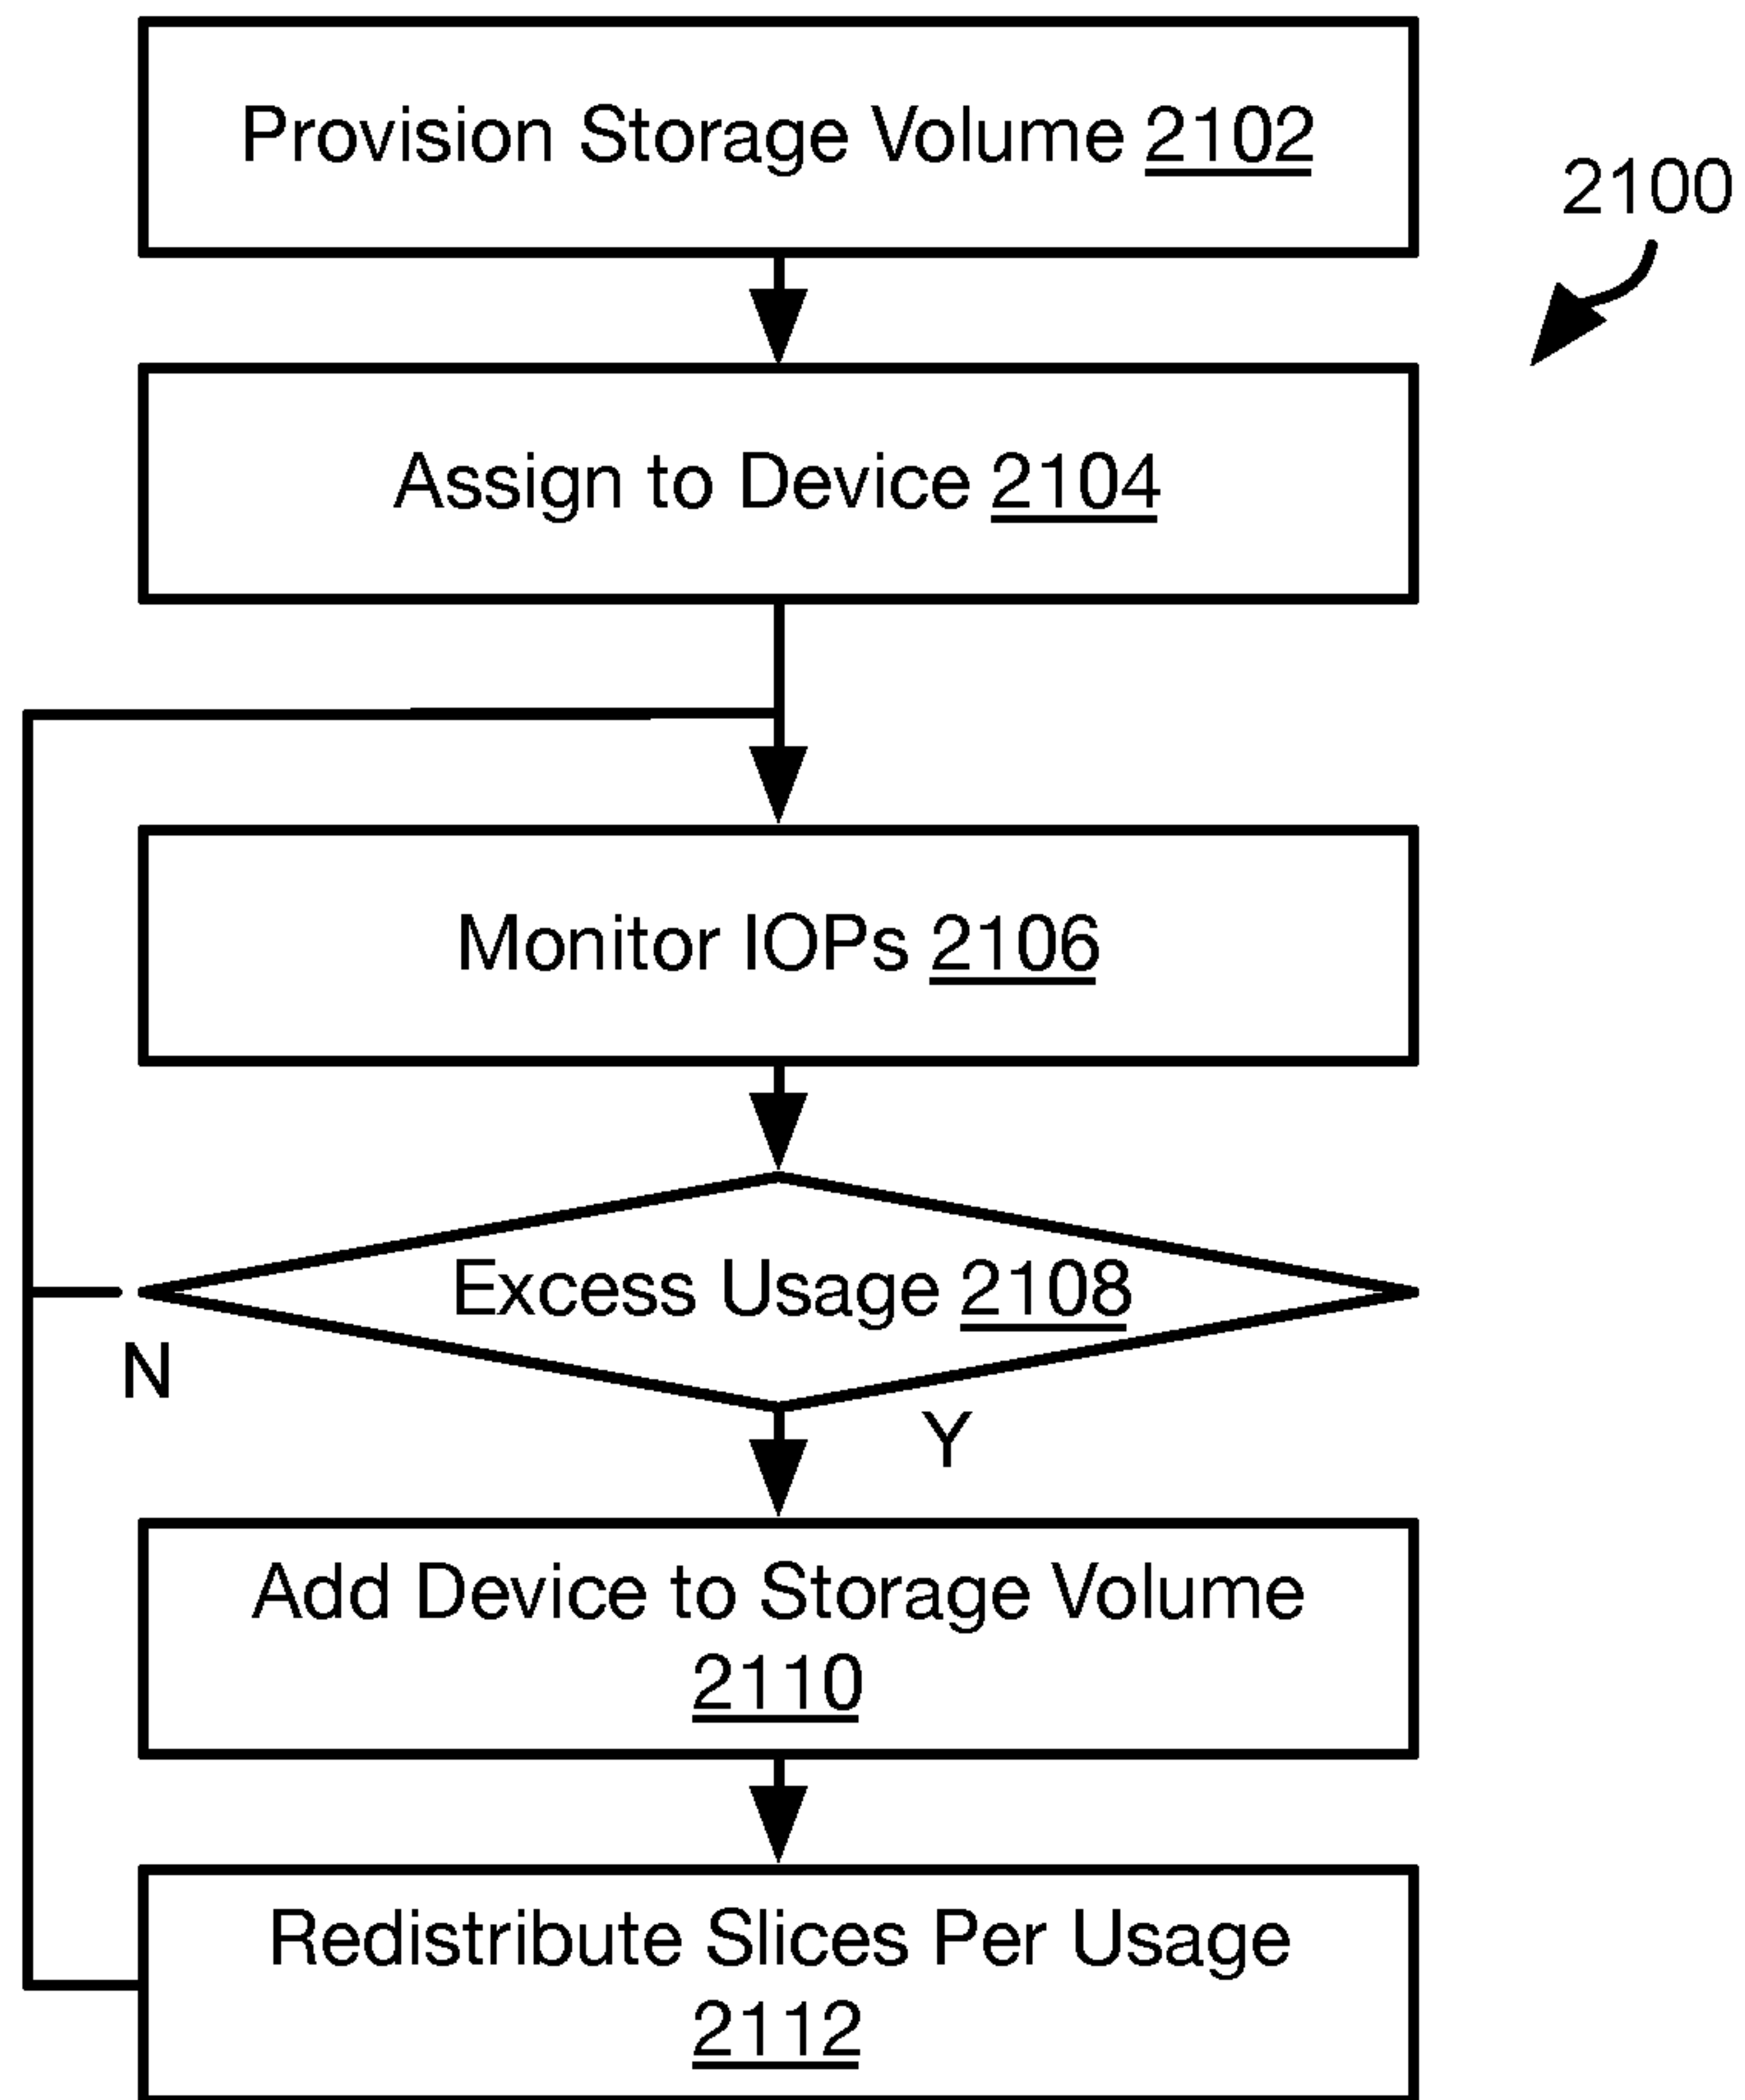 Provision Storage Volume 2102
2100
Assign to Device 2104
Monitor IOPs 2106
Excess Usage 2108
N
Y
Add Device to Storage Volume
2110
Redistribute Slices Per Usage
2112